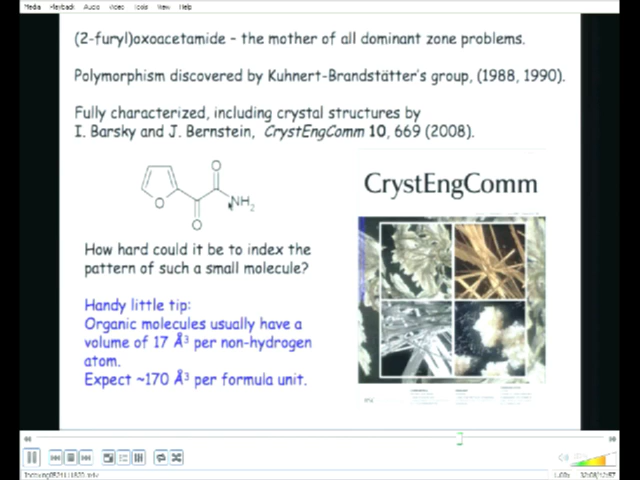 Media Playback Audio Video Tools View Help
(2-furyl)oxoacetamide – the mother of all dominant zone problems.
Polymorphism discovered by Kuhnert-Brandstätter's group, (1988, 1990).
Fully characterized, including crystal structures by
I. Barsky and J. Bernstein, CrystEngComm 10, 669 (2008).
O
NH2
O
O
CrystEngComm
How hard could it be to index the
pattern of such a small molecule?
Handy little tip:
Organic molecules usually have a
volume of 17 Å³ per non-hydrogen
atom.
Expect ~170 Å³ per formula unit.
1.00x